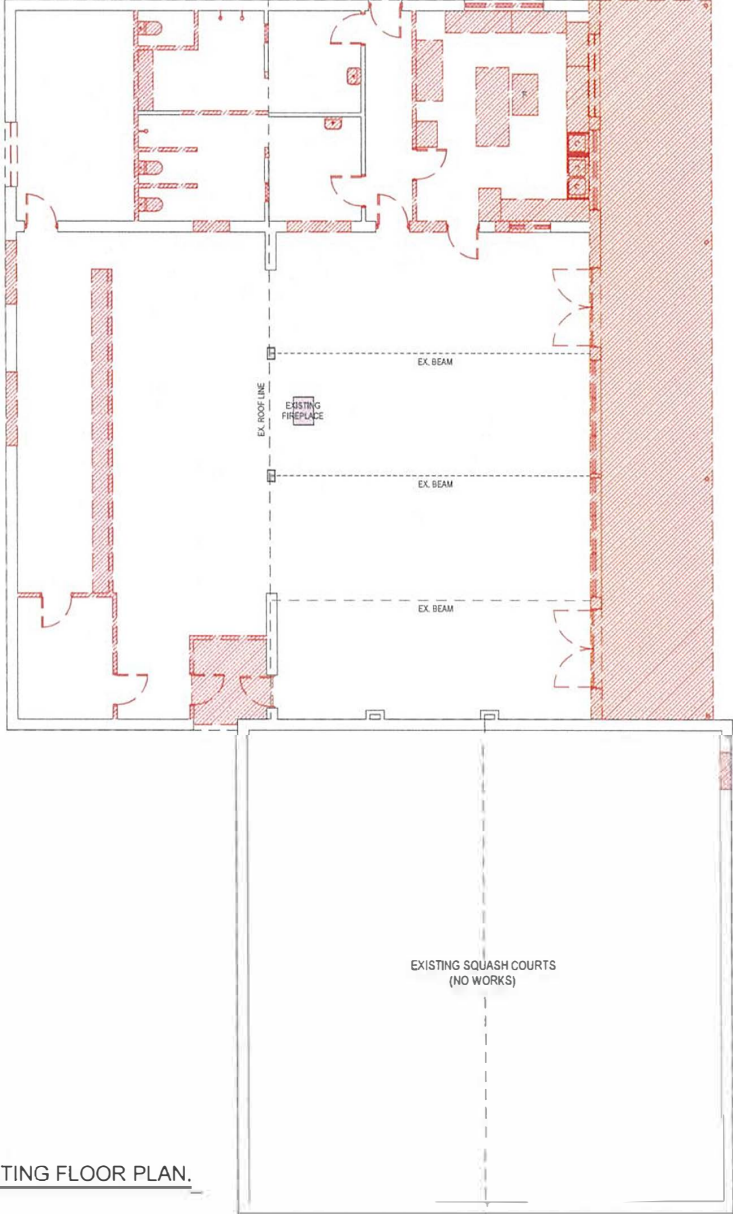 EX. BEAM
EX. ROOF LINE
EXISTING
FIREPLACE
EX. BEAM
EX. BEAM
EXISTING SQUASH COURTS
(NO WORKS)
TING FLOOR PLAN.